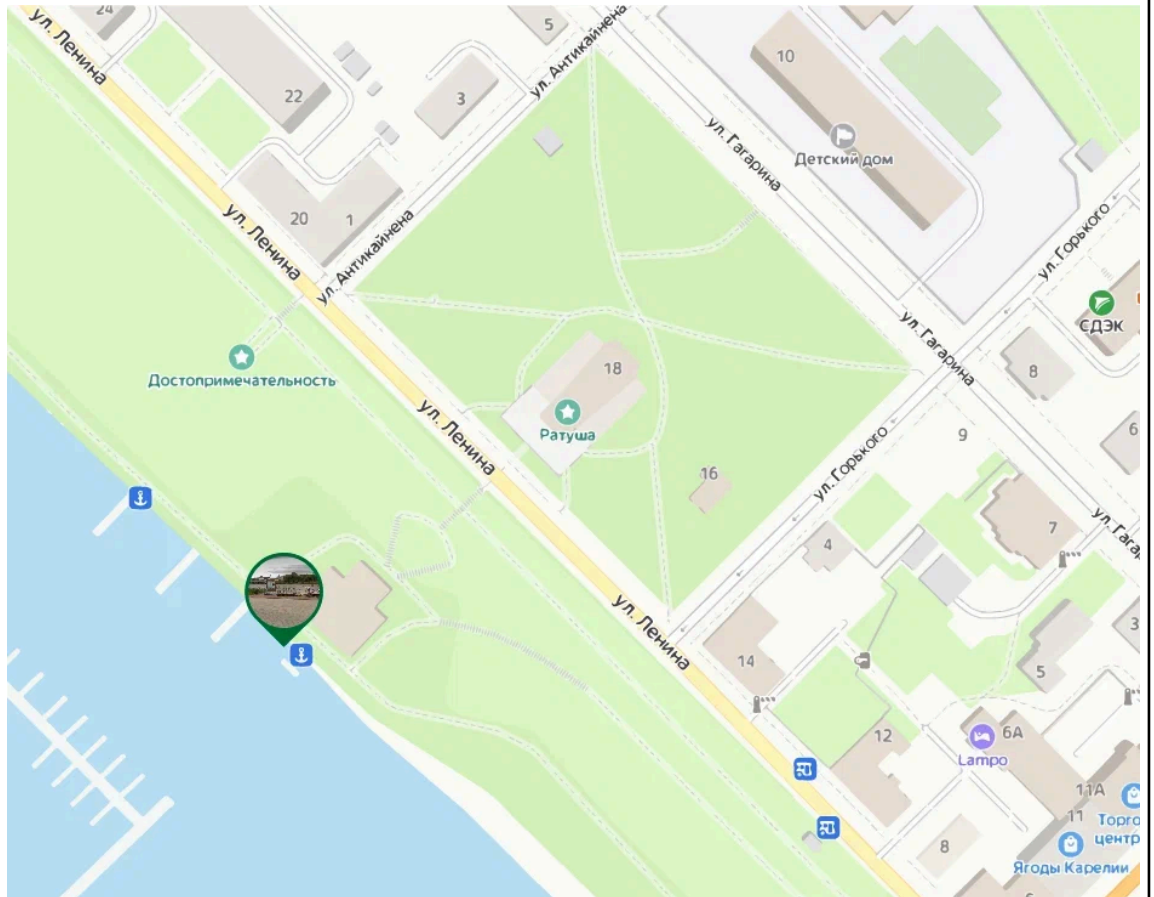 24
ул. Ленина
22
3
5
ул. Антикайнена
10
ул. Гагарина
Детский дом
20
1
ул. Ленина
ул. Антикайнена
ул. Горького
СДЭК
Достопримечательность
18
Ратуша
ул. Ленина
ул. Гагарина
8
6
9
16
ул. Горького
7
4
ул. Ленина
14
3
5
12
6А
Lampo
11А
11
Торго
центр
8
Ягоды Карелии